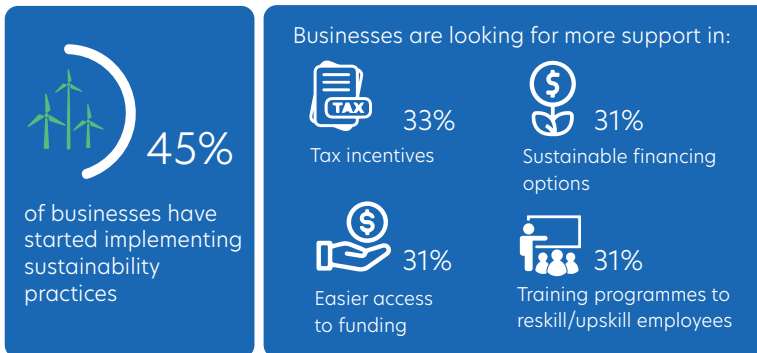 45%
of businesses have
started implementing
sustainability
practices
Businesses are looking for more support in:
TAX
33%
Tax incentives
$
31%
Sustainable financing
options
$
31%
Easier access
to funding
31%
Training programmes to
reskill/upskill employees